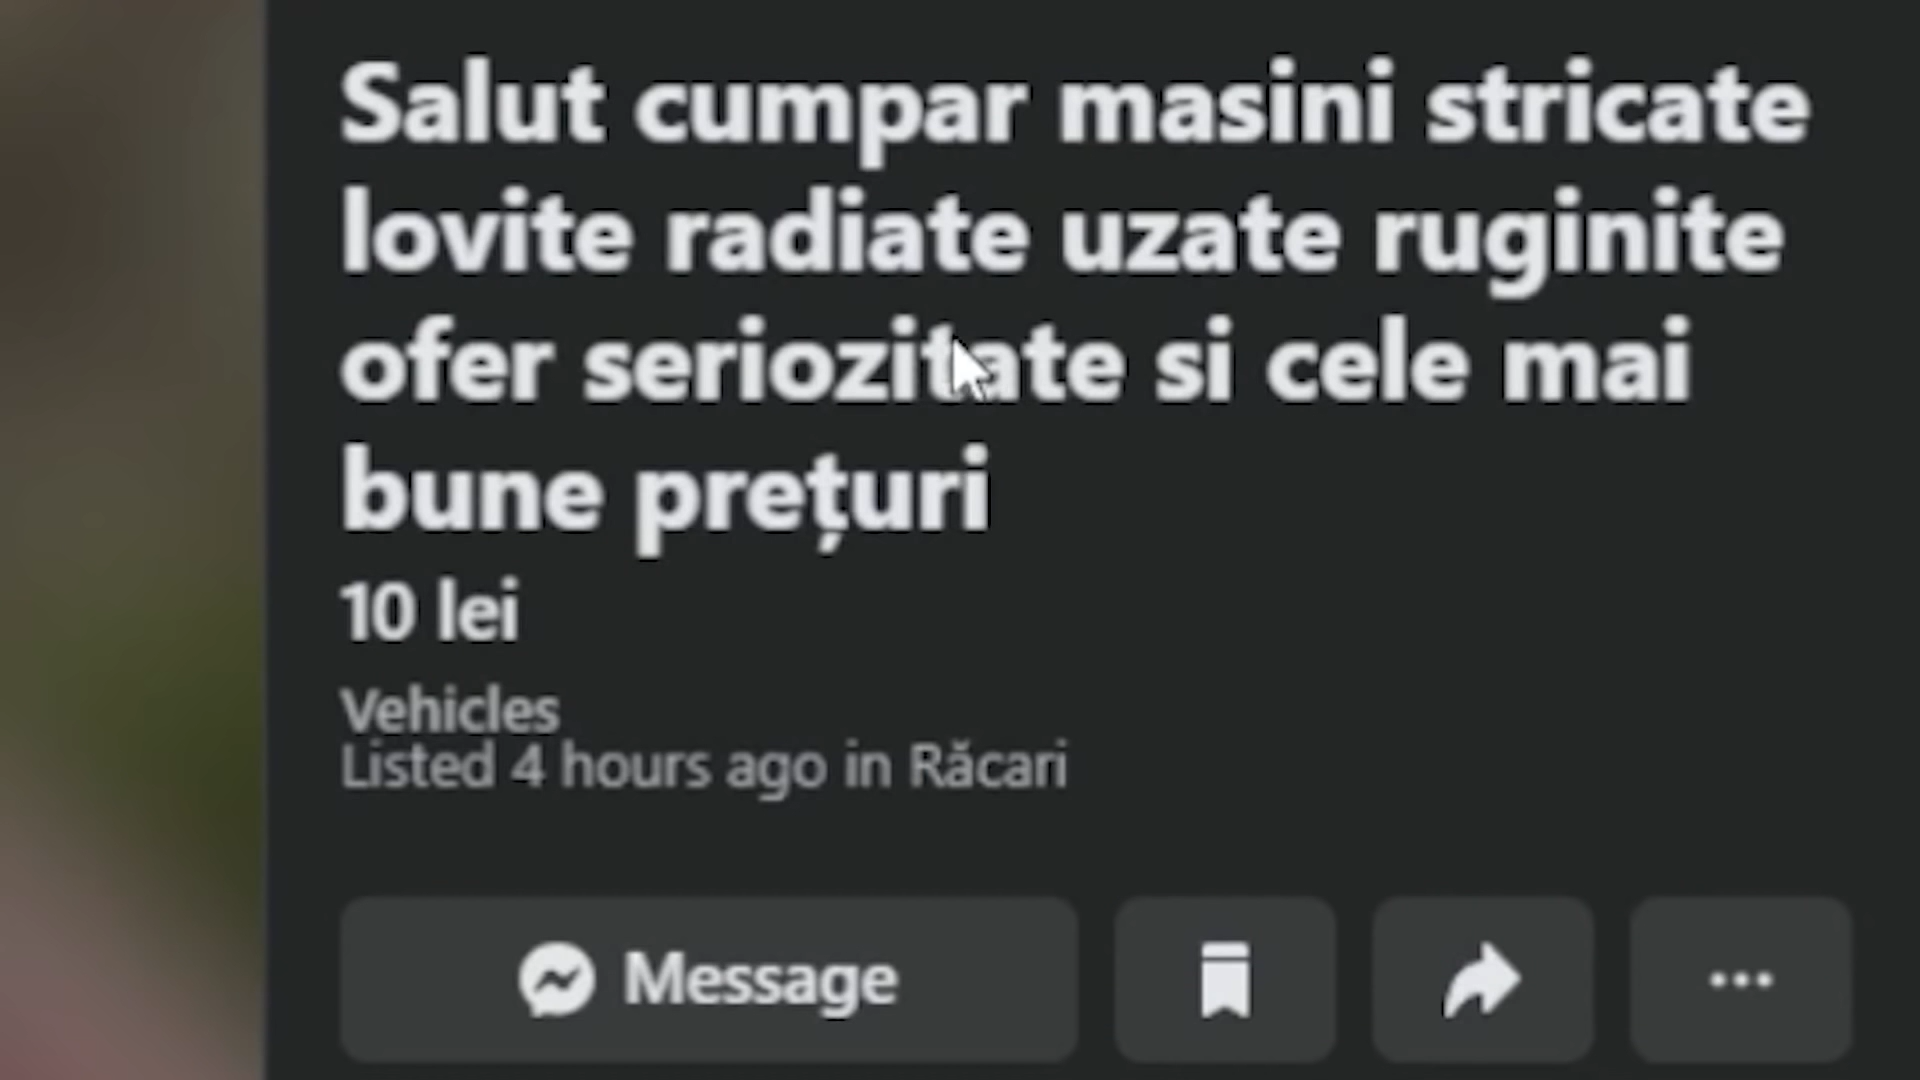 Salut cumpar masini stricate
lovite radiate uzate ruginite
ofer seriozitate si cele mai
bune prețuri
10 lei
Vehicles
Listed 4 hours ago in Răcari
Message